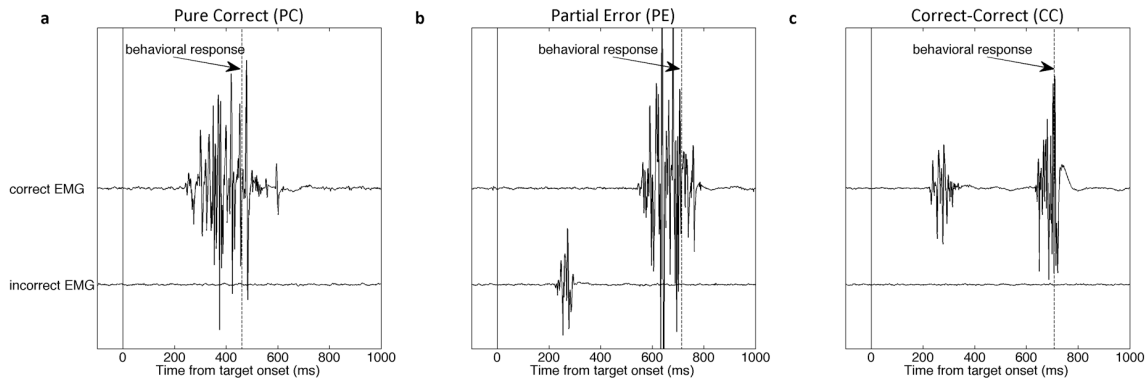 a
Pure Correct (PC)
behavioral response
correct EMG
incorrect EMG
0 200 400 600 800 1000
Time from target onset (ms)
b
Partial Error (PE)
behavioral response
0 200 400 600 800 1000
Time from target onset (ms)
c
Correct-Correct (CC)
behavioral response
0 200 400 600 800 1000
Time from target onset (ms)